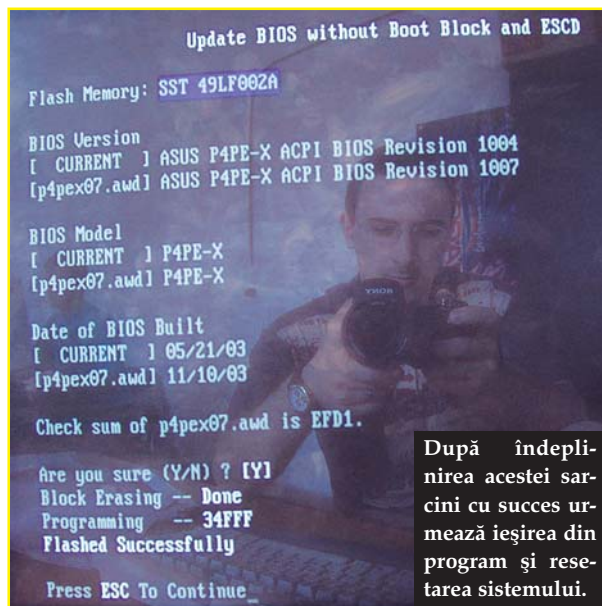 Update BIOS without Boot Block and ESCD
Flash Memory: SST 49LF002A
BIOS Version
[ CURRENT ] ASUS P4PE-X ACPI BIOS Revision 1004
[p4pex07.awd] ASUS P4PE-X ACPI BIOS Revision 1007
BIOS Model
[ CURRENT ] P4PE-X
[p4pex07.awd] P4PE-X
Date of BIOS Built
[ CURRENT ] 05/21/03
[p4pex07.awd] 11/10/03
Check sum of p4pex07.awd is EFD1.
Are you sure (Y/N) ? [Y]
Block Erasing -- Done
Programming -- 34FFF
Flashed Successfully
Press ESC To Continue_
După îndepli-
nirea acestei sar-
cini cu succes ur-
mează ieşirea din
program şi rese-
tarea sistemului.